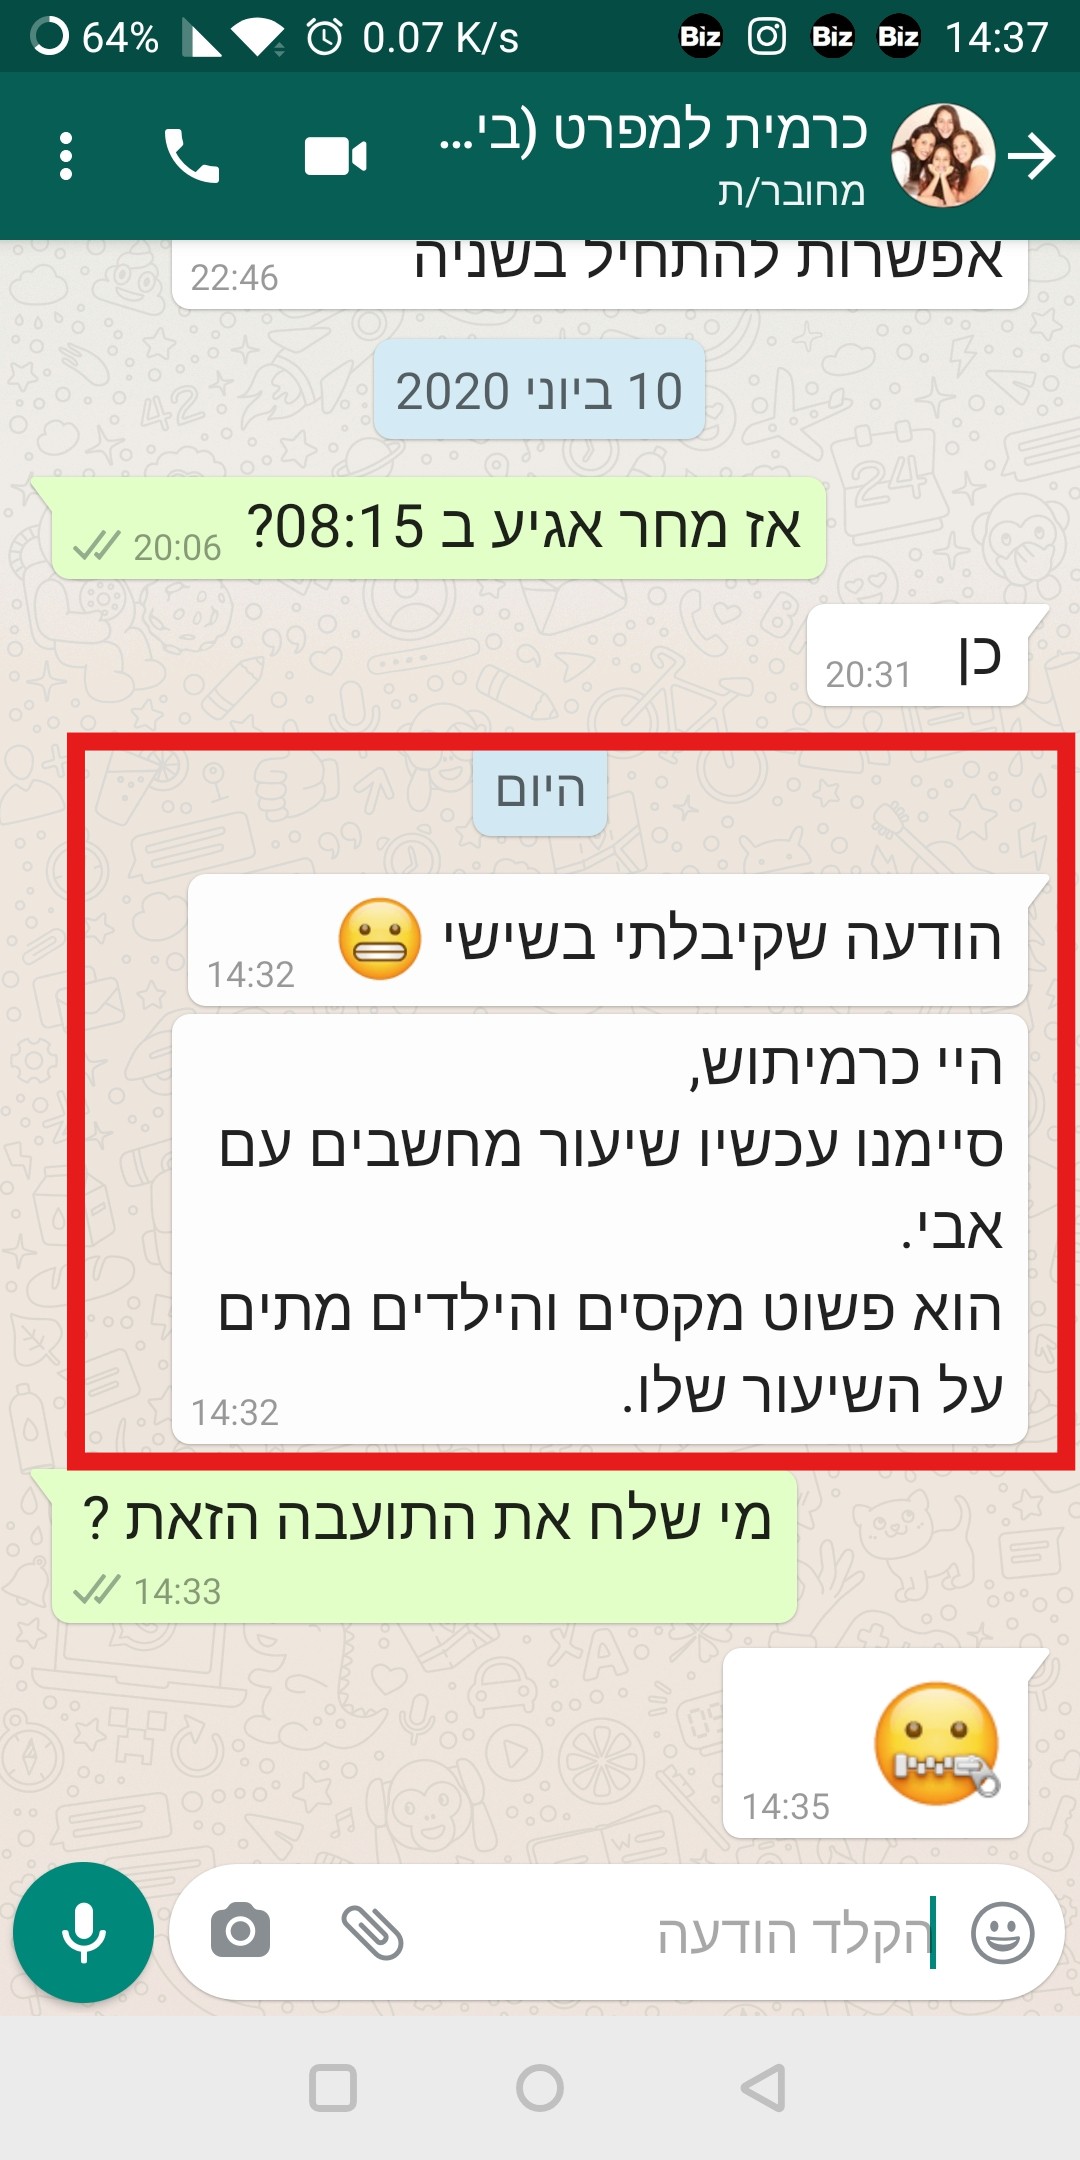 64%
0.07 K/s
Biz
Biz
Biz
14:37
כרמית למפרט (בי...
מחובר/ת
אפשרות להתחיל בשניה
22:46
10 ביוני 2020
אז מחר אגיע ב 08:15?
20:06
כן
20:31
היום
הודעה שקיבלתי בשישי 😬
14:32
היי כרמיתוש,
סיימנו עכשיו שיעור מחשבים עם
אבי.
הוא פשוט מקסים והילדים מתים
על השיעור שלו.
14:32
מי שלח את התועבה הזאת ?
14:33
🤐
14:35
הקלד הודעה